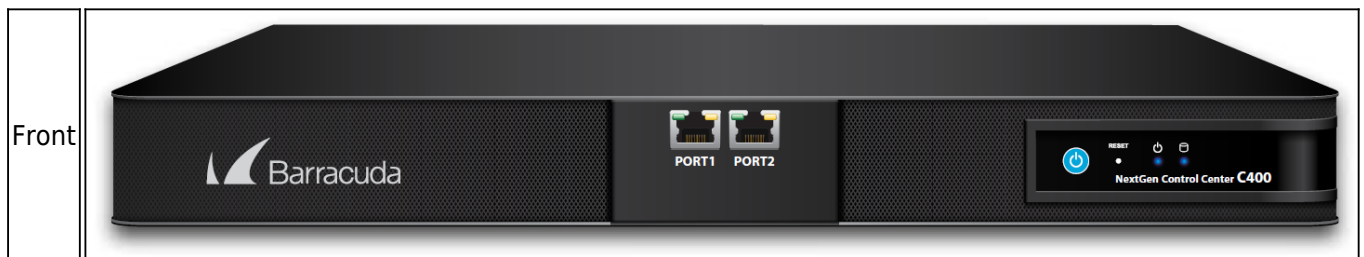 Front
Barracuda
PORT1 PORT2
RESET
NextGen Control Center C400